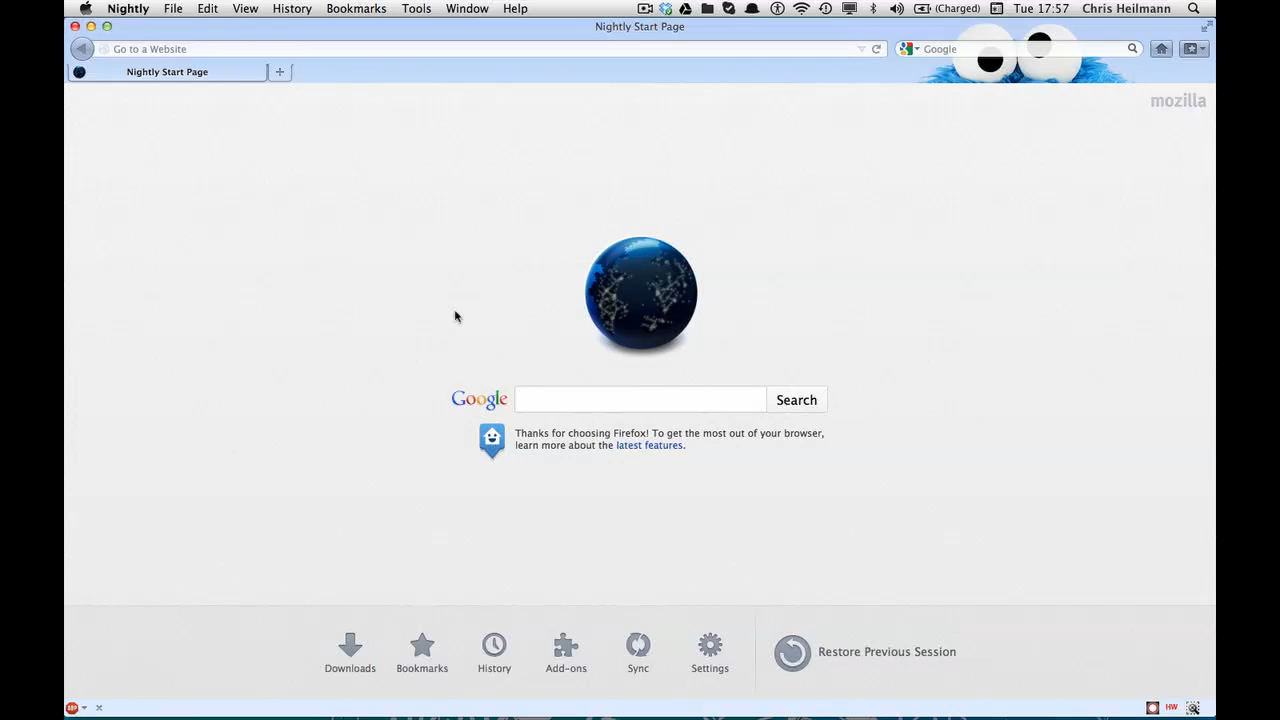 Nightly File Edit View History Bookmarks Tools Window Help (Charged) Tue 17:57 Chris Heilmann
Nightly Start Page
Go to a Website Google
Nightly Start Page
mozilla
Google Search
Thanks for choosing Firefox! To get the most out of your browser,
learn more about the latest features.
Downloads Bookmarks History Add-ons Sync Settings Restore Previous Session
ABP HW